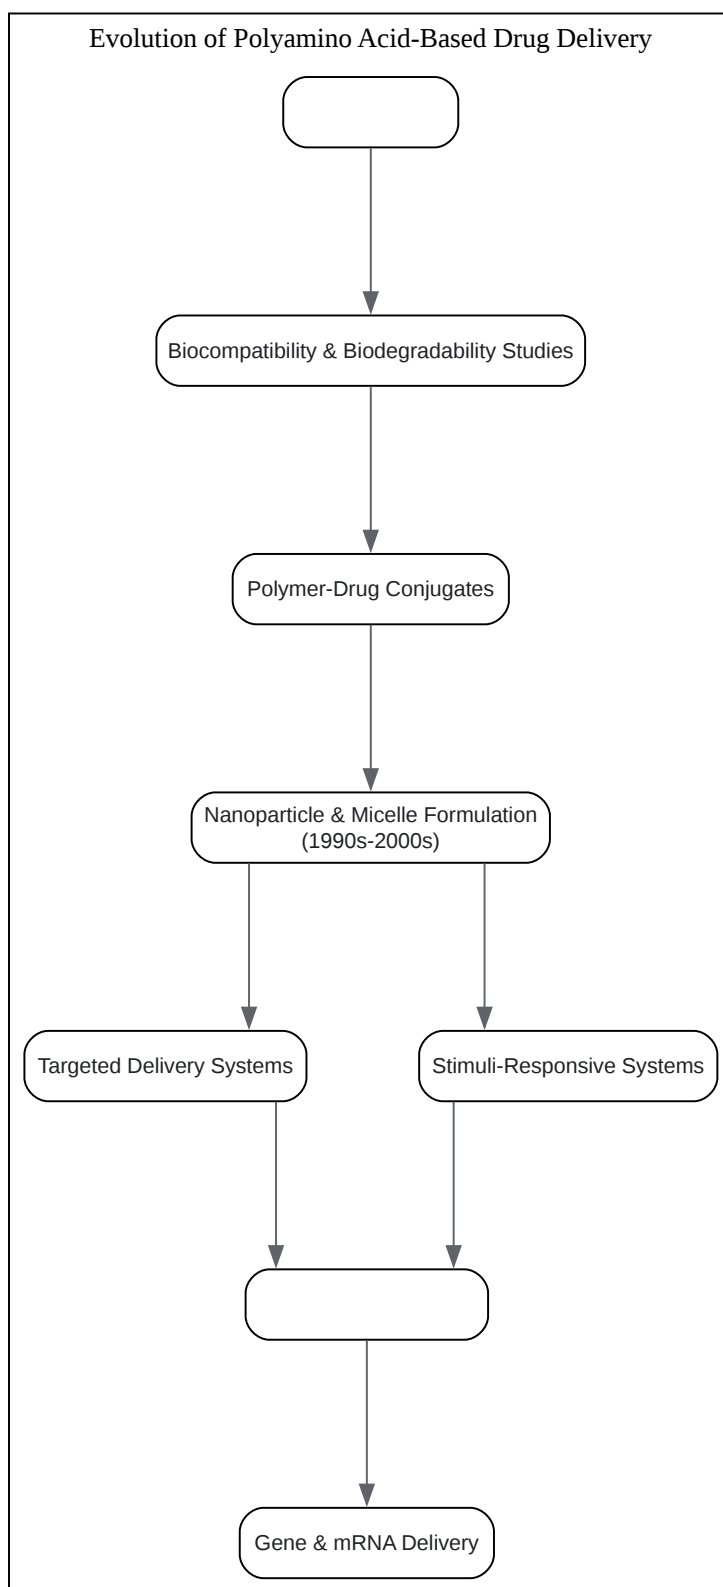 Evolution of Polyamino Acid-Based Drug Delivery
Biocompatibility & Biodegradability Studies
Polymer-Drug Conjugates
Nanoparticle & Micelle Formulation
(1990s-2000s)
Targeted Delivery Systems
Stimuli-Responsive Systems
Gene & mRNA Delivery